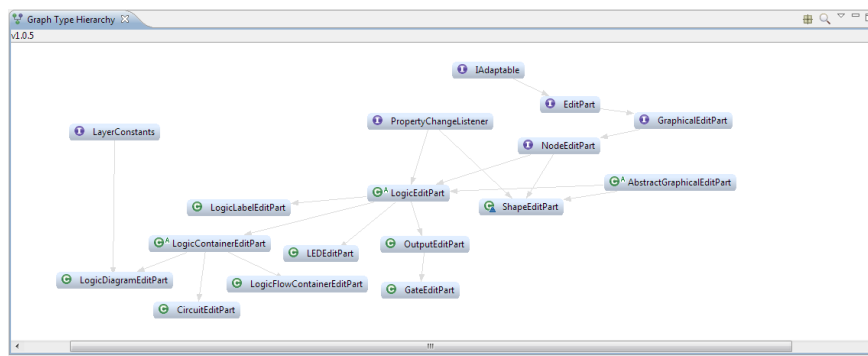 Graph Type Hierarchy
v1.0.5
IAdaptable
EditPart
PropertyChangeListener
GraphicalEditPart
LayerConstants
NodeEditPart
AbstractGraphicalEditPart
LogicEditPart
LogicLabelEditPart
ShapeEditPart
LogicContainerEditPart
OutputEditPart
LEDEditPart
LogicDiagramEditPart
LogicFlowContainerEditPart
GateEditPart
CircuitEditPart